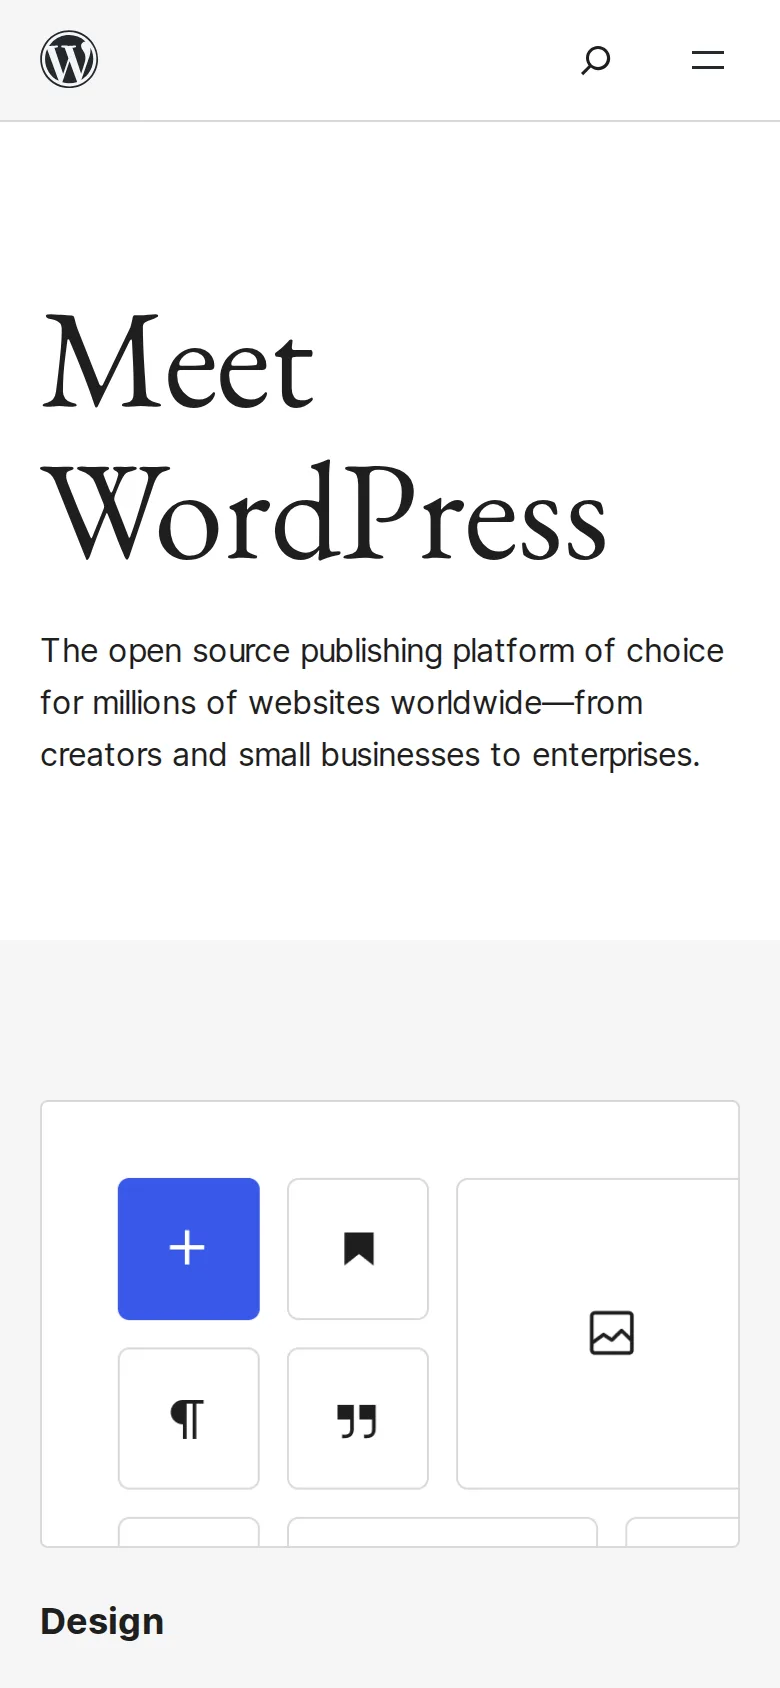 Meet
WordPress
The open source publishing platform of choice
for millions of websites worldwide—from
creators and small businesses to enterprises.
Design